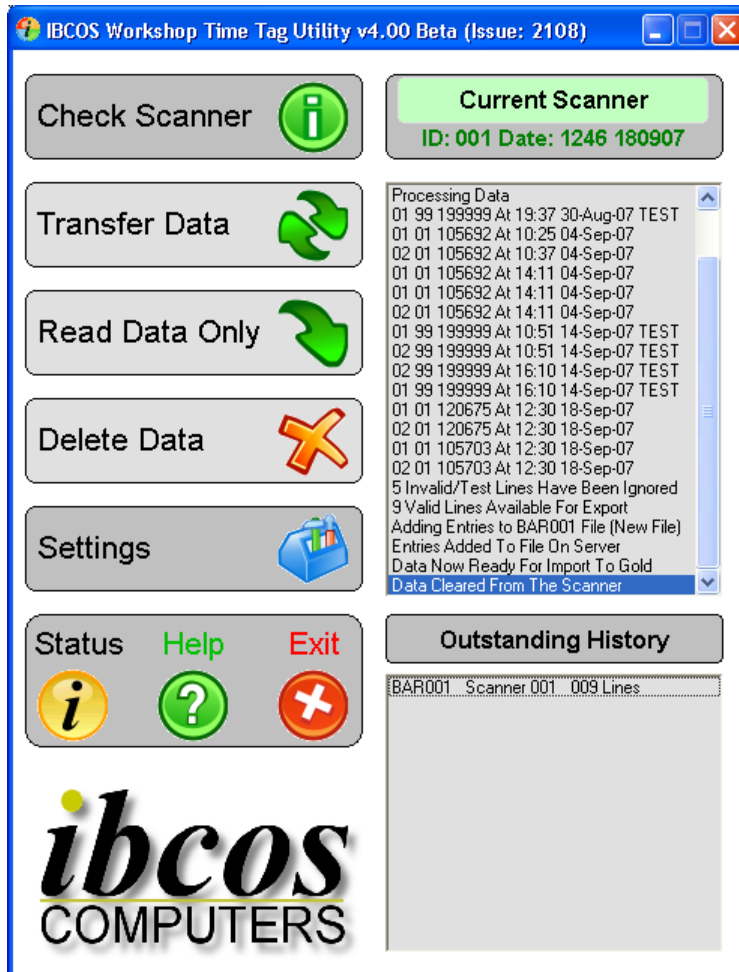 IBCOS Workshop Time Tag Utility v4.00 Beta (Issue: 2108)
Check Scanner
Transfer Data
Read Data Only
Delete Data
Settings
Status Help Exit
ibcos
COMPUTERS
Current Scanner
ID: 001 Date: 1246 180907
Processing Data
01 99 199999 At 19:37 30-Aug-07 TEST
01 01 105692 At 10:25 04-Sep-07
02 01 105692 At 10:37 04-Sep-07
01 01 105692 At 14:11 04-Sep-07
01 01 105692 At 14:11 04-Sep-07
02 01 105692 At 14:11 04-Sep-07
01 99 199999 At 10:51 14-Sep-07 TEST
02 99 199999 At 10:51 14-Sep-07 TEST
02 99 199999 At 16:10 14-Sep-07 TEST
01 99 199999 At 16:10 14-Sep-07 TEST
01 01 120675 At 12:30 18-Sep-07
02 01 120675 At 12:30 18-Sep-07
01 01 105703 At 12:30 18-Sep-07
02 01 105703 At 12:30 18-Sep-07
5 Invalid/Test Lines Have Been Ignored
9 Valid Lines Available For Export
Adding Entries to BAR001 File (New File)
Entries Added To File On Server
Data Now Ready For Import To Gold
Data Cleared From The Scanner
Outstanding History
BAR001 Scanner 001 009 Lines